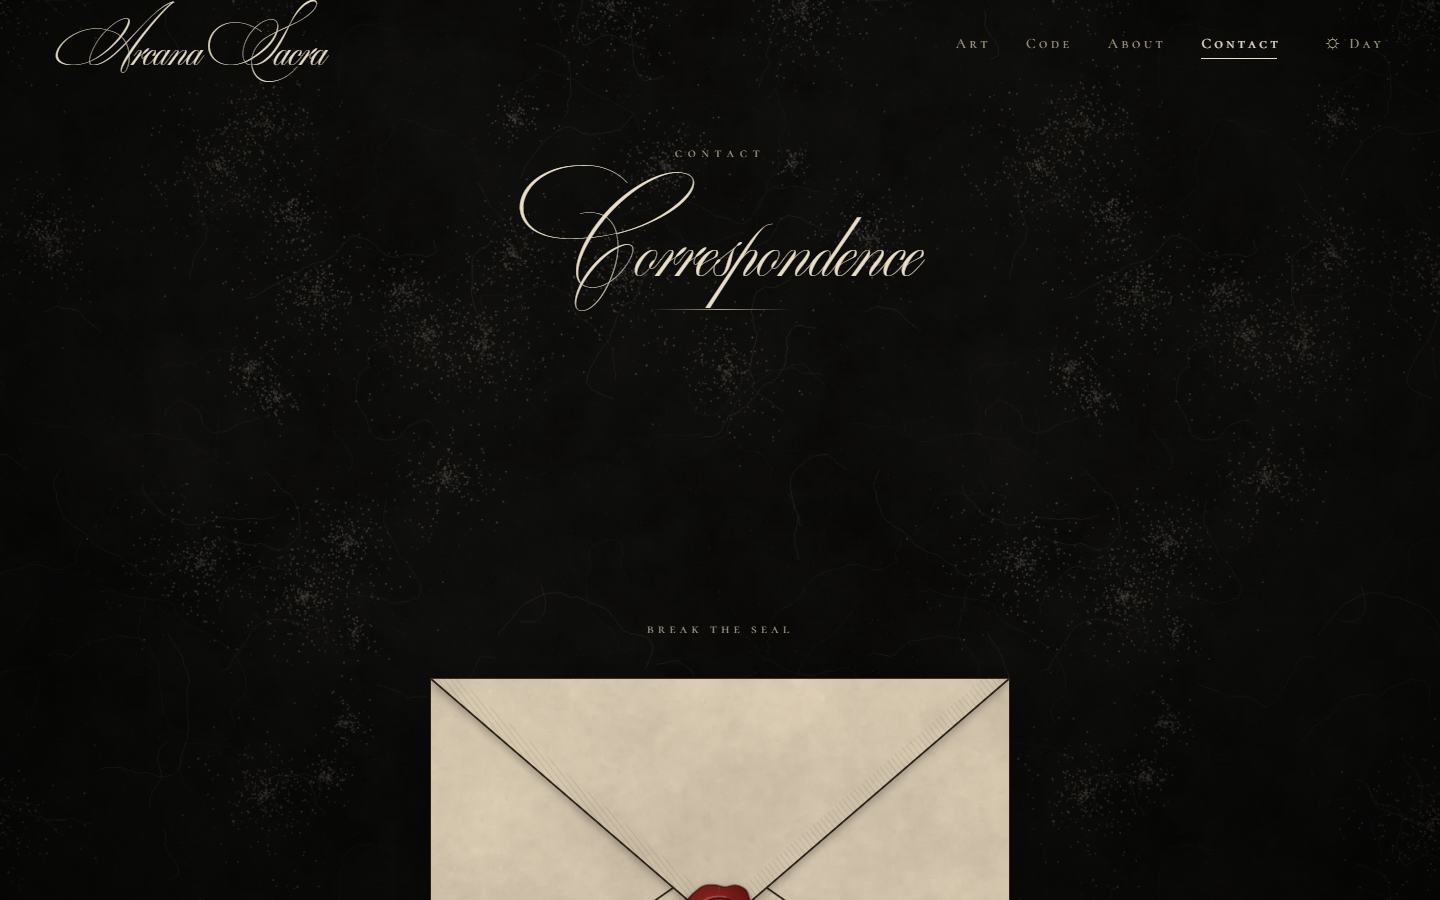 Arcana Sacra
Art Code About Contact Day
CONTACT
Correspondence
BREAK THE SEAL